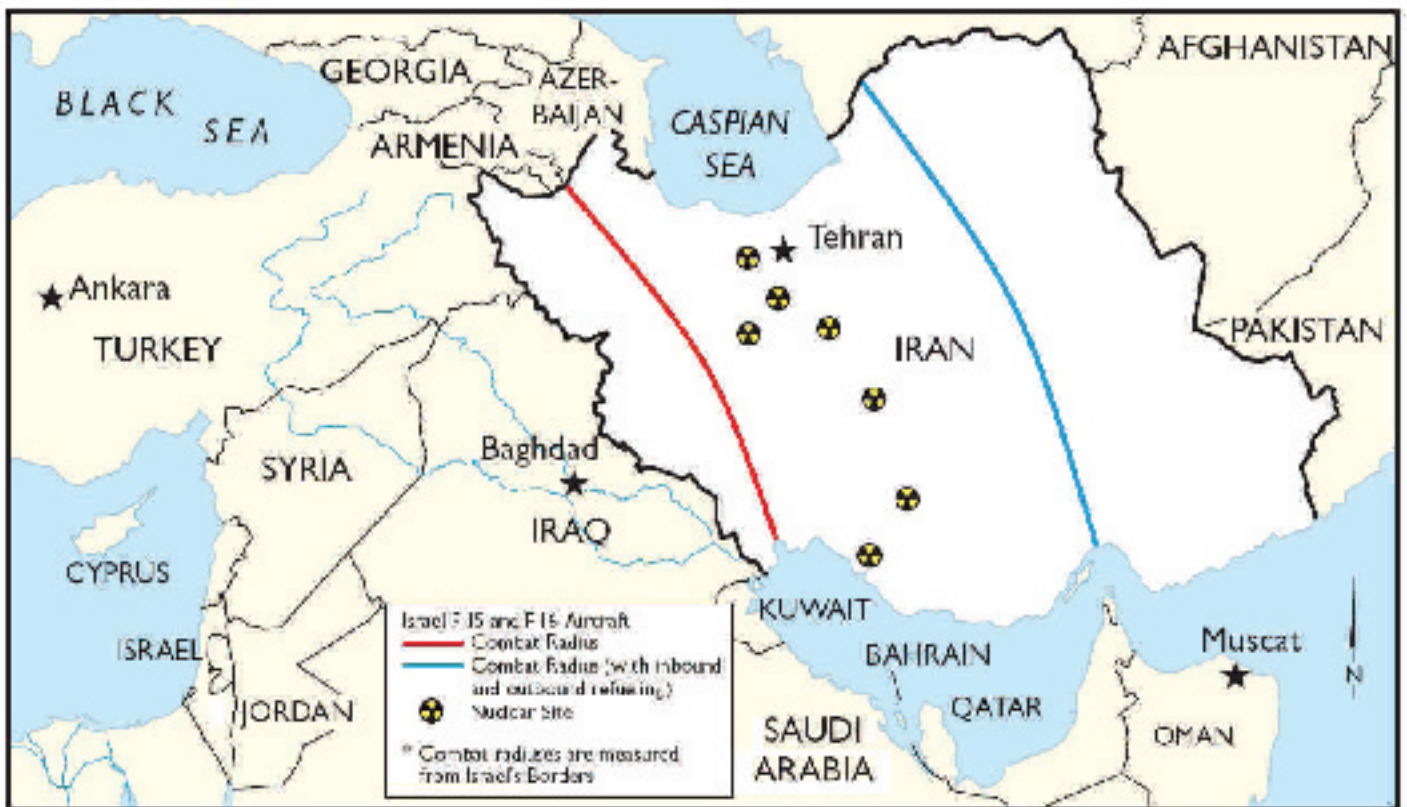 BLACK
SEA
GEORGIA
AZER-
BAIJAN
ARMENIA
CASPIAN
SEA
AFGHANISTAN
Tehran
Ankara
TURKEY
IRAN
PAKISTAN
SYRIA
Baghdad
IRAQ
CYPRUS
ISRAEL
JORDAN
KUWAIT
BAHRAIN
QATAR
Muscat
OMAN
SAUDI
ARABIA
Israel F-15 and F-16 Aircraft
Combat Radius
Combat Radius (with inbound
and outbound refueling)
Nuclear Site
* Combat radiuses are measured
from Israel's Borders
N